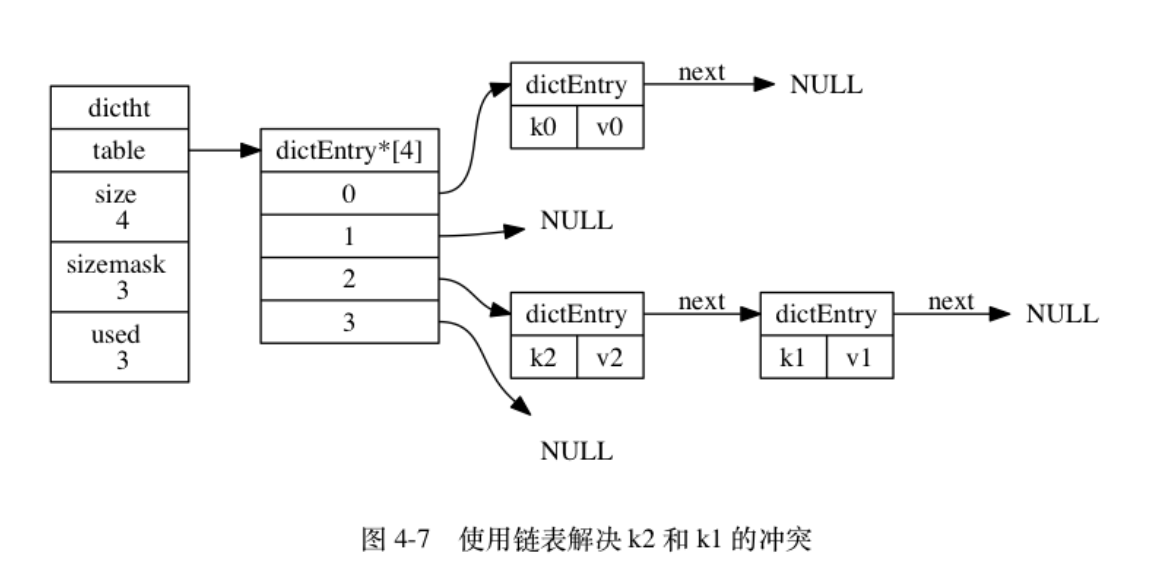 dictht
table
size
4
sizemask
3
used
3
dictEntry*[4]
0
1
2
3
dictEntry
k0 v0
next
NULL
NULL
dictEntry
k2 v2
next
dictEntry
k1 v1
next
NULL
NULL
图 4-7 使用链表解决 k2 和 k1 的冲突